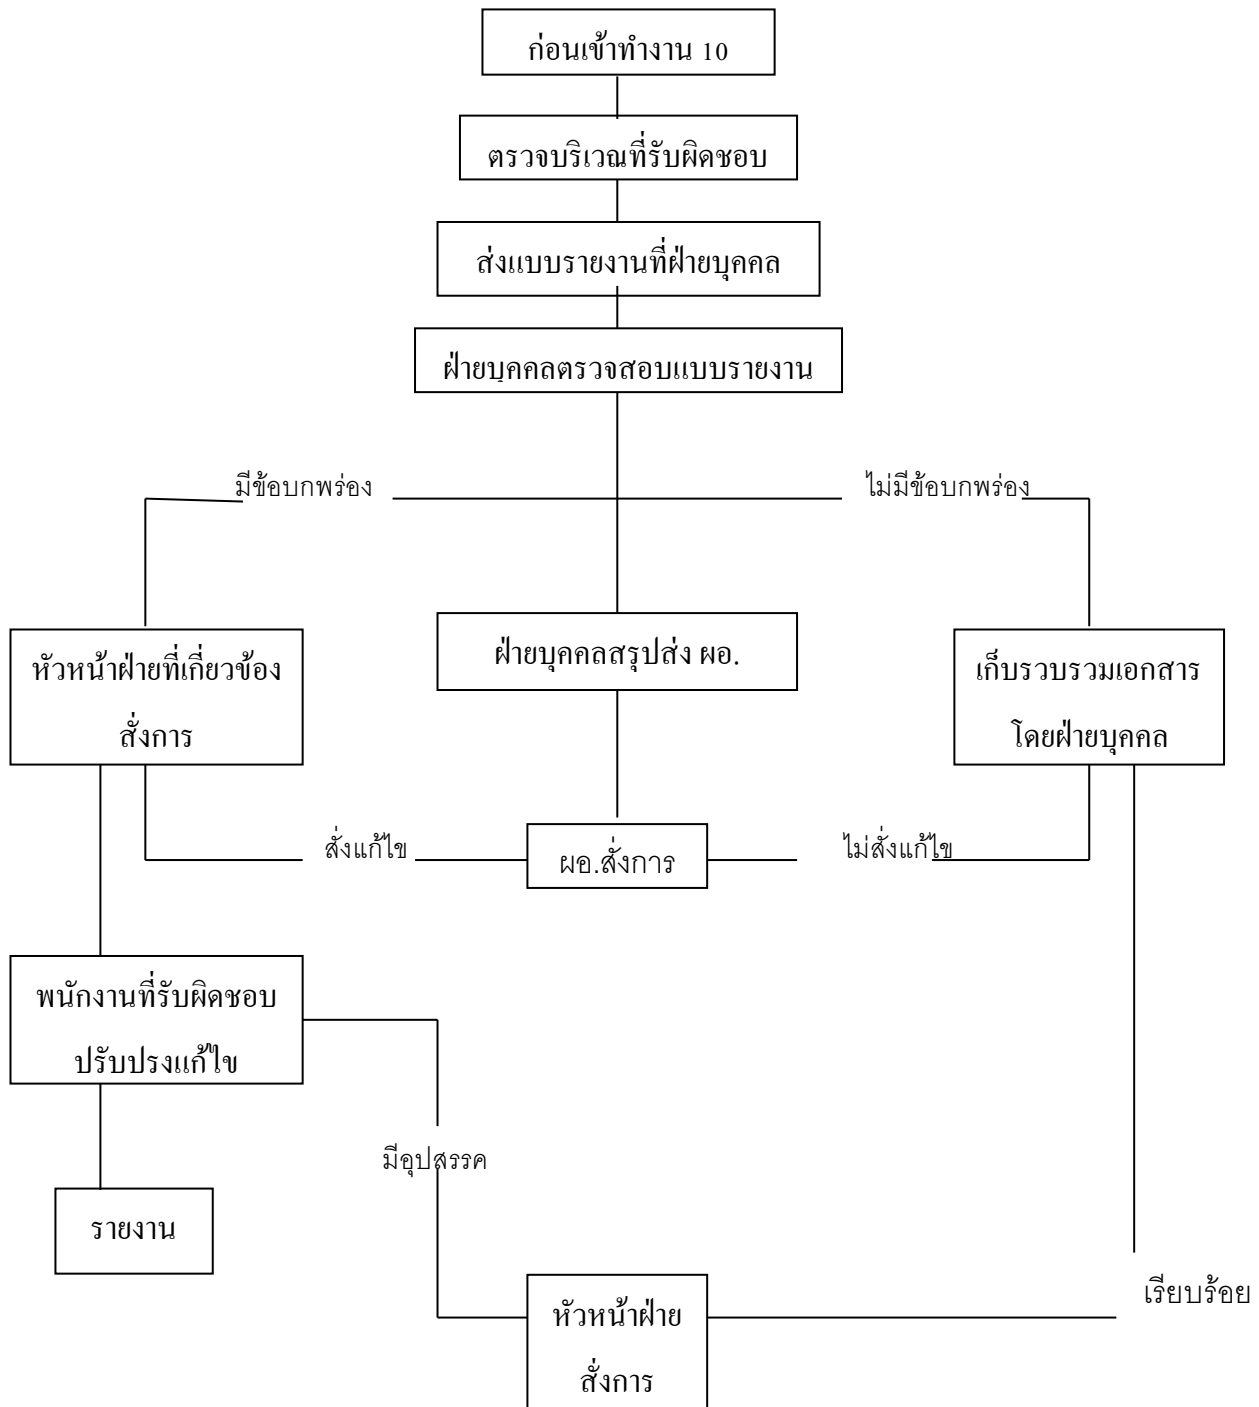 ก่อนเข้าทำงาน 10
ตรวจบริเวณที่รับผิดชอบ
ส่งแบบรายงานที่ฝ่ายบุคคล
ฝ่ายบุคคลตรวจสอบแบบรายงาน
มีข้อบกพร่อง
ไม่มีข้อบกพร่อง
หัวหน้าฝ่ายที่เกี่ยวข้อง
สั่งการ
ฝ่ายบุคคลสรุปส่ง ผอ.
เก็บรวบรวมเอกสาร
โดยฝ่ายบุคคล
สั่งแก้ไข
ผอ.สั่งการ
ไม่สั่งแก้ไข
พนักงานที่รับผิดชอบ
ปรับปรุงแก้ไข
มีอุปสรรค
รายงาน
เรียบร้อย
หัวหน้าฝ่าย
สั่งการ